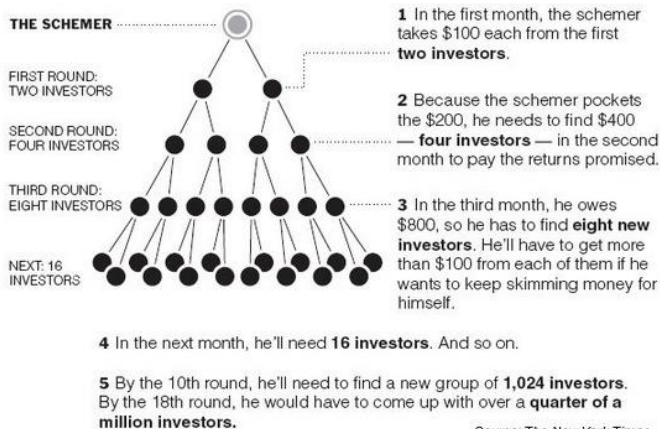 THE SCHEMER
1 In the first month, the schemer
takes $100 each from the first
two investors.
FIRST ROUND:
TWO INVESTORS
2 Because the schemer pockets
the $200, he needs to find $400
— four investors — in the second
month to pay the returns promised.
SECOND ROUND:
FOUR INVESTORS
THIRD ROUND:
EIGHT INVESTORS
3 In the third month, he owes
$800, so he has to find eight new
investors. He'll have to get more
than $100 from each of them if he
wants to keep skimming money for
himself.
NEXT: 16
INVESTORS
4 In the next month, he'll need 16 investors. And so on.
5 By the 10th round, he'll need to find a new group of 1,024 investors.
By the 18th round, he would have to come up with over a quarter of a
million investors.